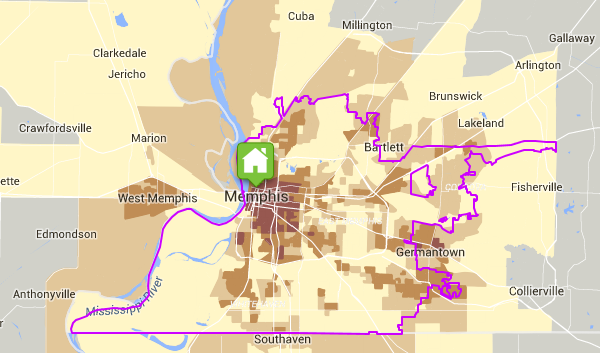 Cuba
Millington
Gallaway
Clarkedale
Arlington
Jericho
Brunswick
Crawfordsville
Lakeland
Marion
Bartlett
ette
West Memphis
Memphis
Fisherville
Edmondson
Germantown
Anthonyville
Mississippi River
Collierville
Southaven
r